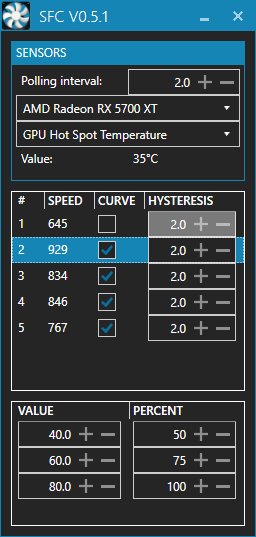 SFC V0.5.1
SENSORS
Polling interval: 2.0
AMD Radeon RX 5700 XT
GPU Hot Spot Temperature
Value: 35°C
# SPEED CURVE HYSTERESIS
1 645 2.0
2 929 2.0
3 834 2.0
4 846 2.0
5 767 2.0
VALUE PERCENT
40.0 50
60.0 75
80.0 100